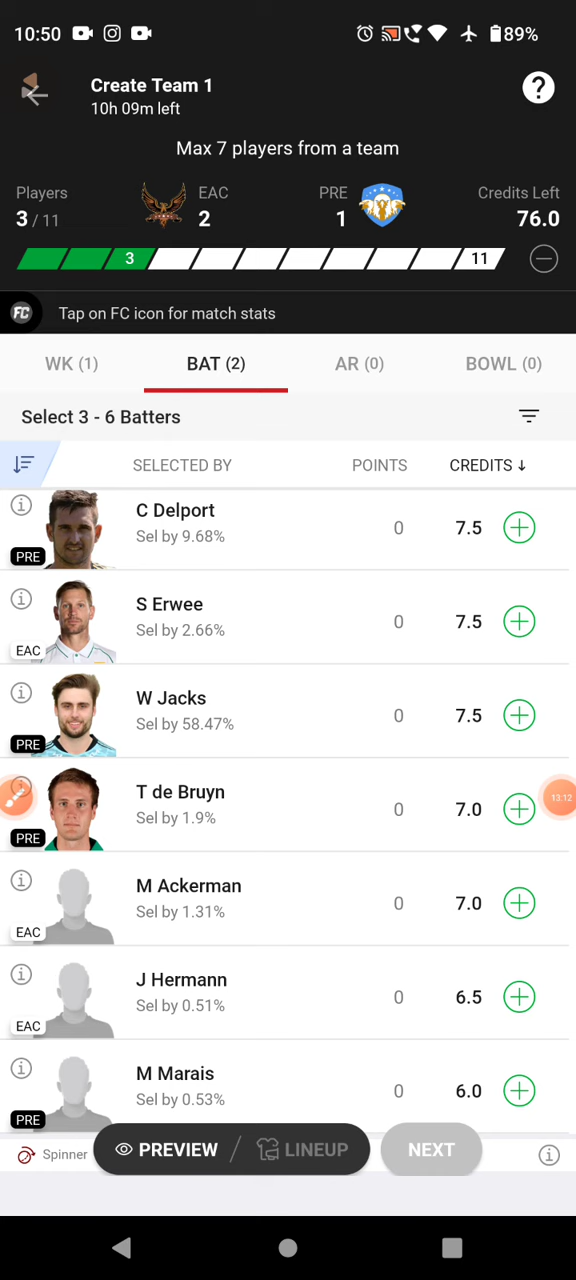 10:50 89%
Create Team 1
10h 09m left
?
Max 7 players from a team
Players EAC PRE Credits Left
3 / 11 2 1 76.0
3 11
FC Tap on FC icon for match stats
WK (1) BAT (2) AR (0) BOWL (0)
Select 3 - 6 Batters
SELECTED BY POINTS CREDITS ↓
C Delport
Sel by 9.68% 0 7.5
PRE
S Erwee
Sel by 2.66% 0 7.5
EAC
W Jacks
Sel by 58.47% 0 7.5
PRE
T de Bruyn
Sel by 1.9% 0 7.0 13:12
PRE
M Ackerman
Sel by 1.31% 0 7.0
EAC
J Hermann
Sel by 0.51% 0 6.5
EAC
M Marais
Sel by 0.53% 0 6.0
PRE
Spinner PREVIEW / LINEUP NEXT